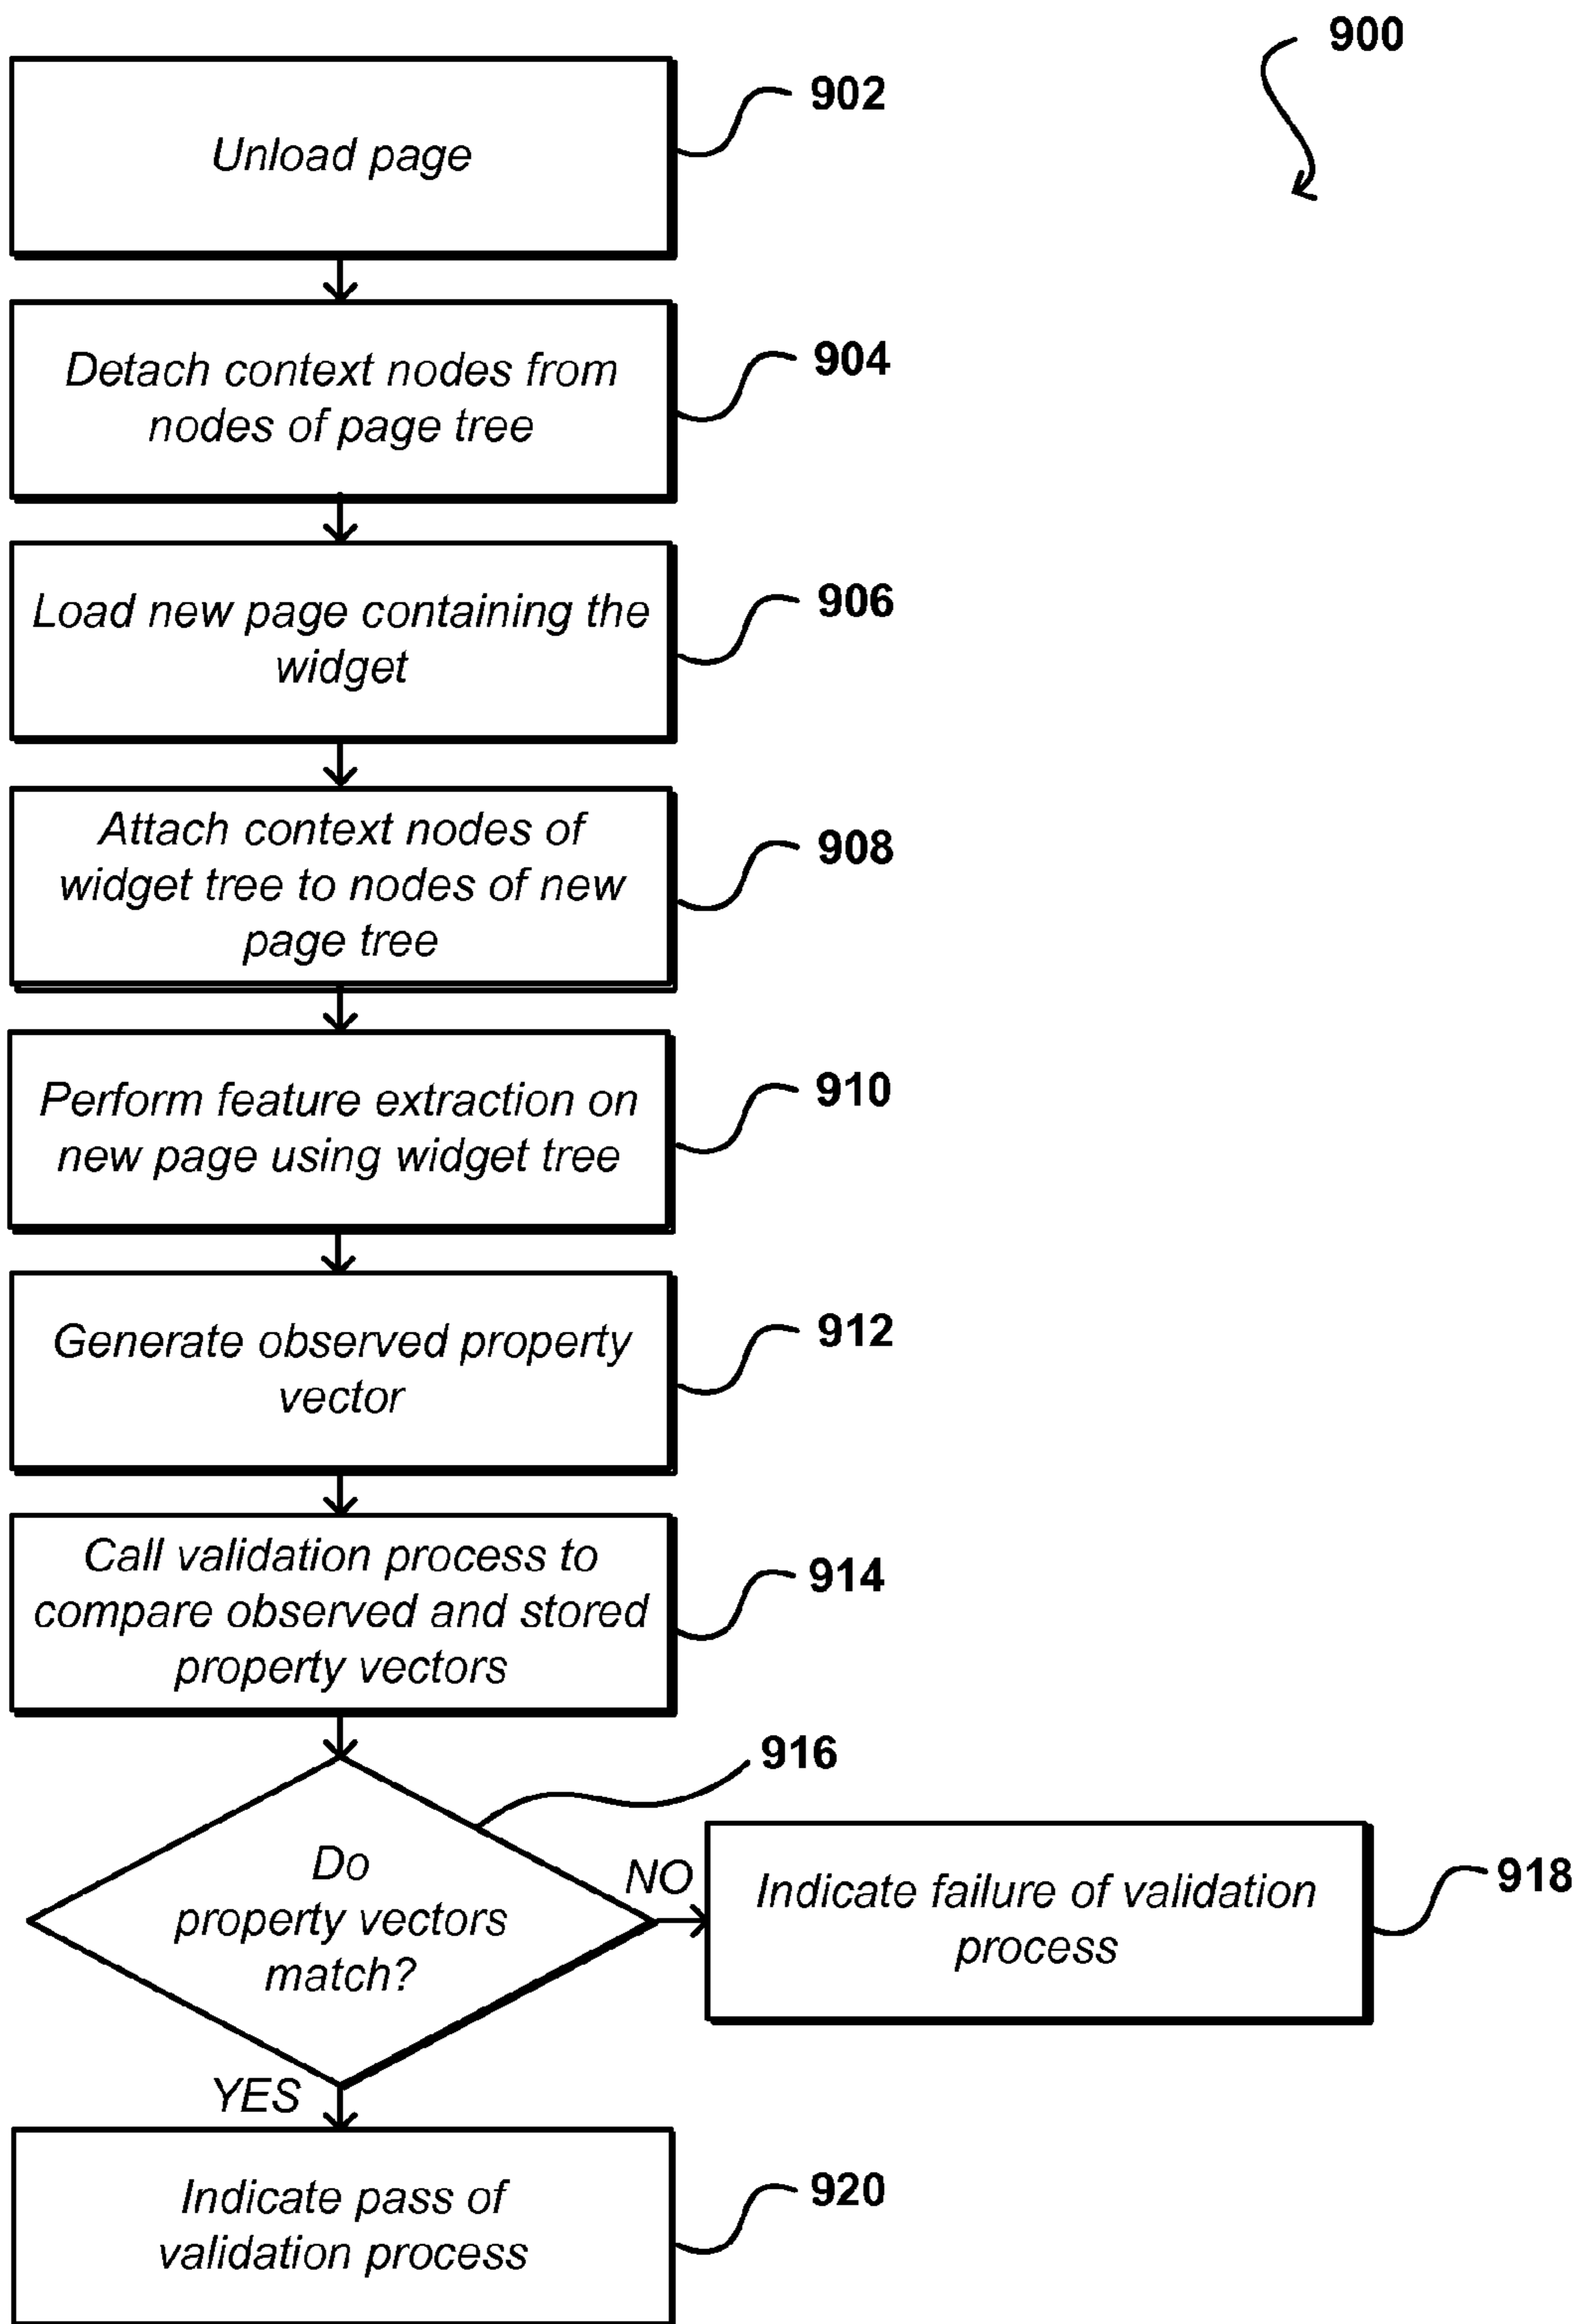 900
902
Unload page
904
Detach context nodes from
nodes of page tree
906
Load new page containing the
widget
908
Attach context nodes of
widget tree to nodes of new
page tree
910
Perform feature extraction on
new page using widget tree
912
Generate observed property
vector
914
Call validation process to
compare observed and stored
property vectors
916
Do
property vectors
match?
NO
918
Indicate failure of validation
process
YES
920
Indicate pass of
validation process